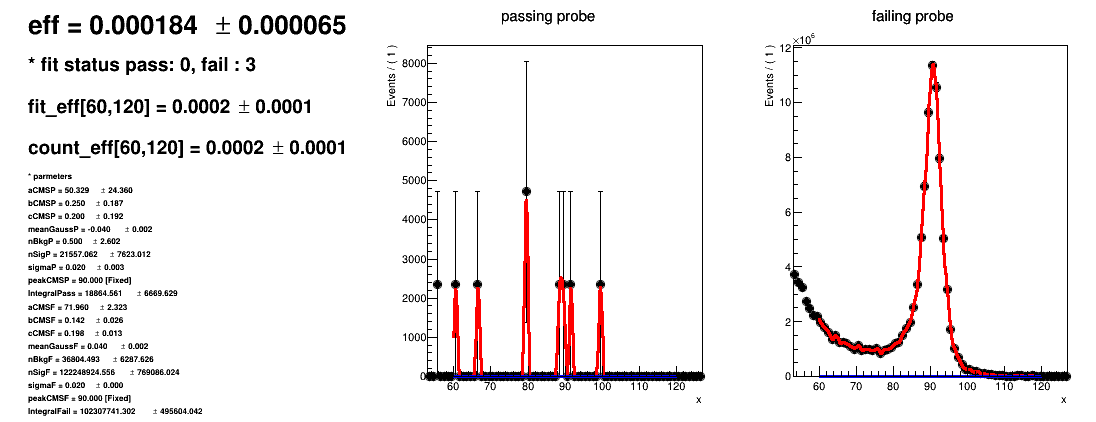 eff = 0.000184 ± 0.000065
* fit status pass: 0, fail : 3
fit_eff[60,120] = 0.0002 ± 0.0001
count_eff[60,120] = 0.0002 ± 0.0001
* parmeters
aCMSP = 50.329 ± 24.360
bCMSP = 0.250 ± 0.187
cCMSP = 0.200 ± 0.192
meanGaussP = -0.040 ± 0.002
nBkgP = 0.500 ± 2.602
nSigP = 21557.062 ± 7623.012
sigmaP = 0.020 ± 0.003
peakCMSP = 90.000 [Fixed]
IntegralPass = 18864.561 ± 6669.629
aCMSF = 71.960 ± 2.323
bCMSF = 0.142 ± 0.026
cCMSF = 0.198 ± 0.013
meanGaussF = 0.040 ± 0.002
nBkgF = 36804.493 ± 6287.626
nSigF = 122248924.556 ± 769086.024
sigmaF = 0.020 ± 0.000
peakCMSF = 90.000 [Fixed]
IntegralFail = 102307741.302 ± 495604.042
passing probe
Events / ( 1 )
8000
7000
6000
5000
4000
3000
2000
1000
0
60 70 80 90 100 110 120
x
failing probe
×10⁶
Events / ( 1 )
12
10
8
6
4
2
0
60 70 80 90 100 110 120
x